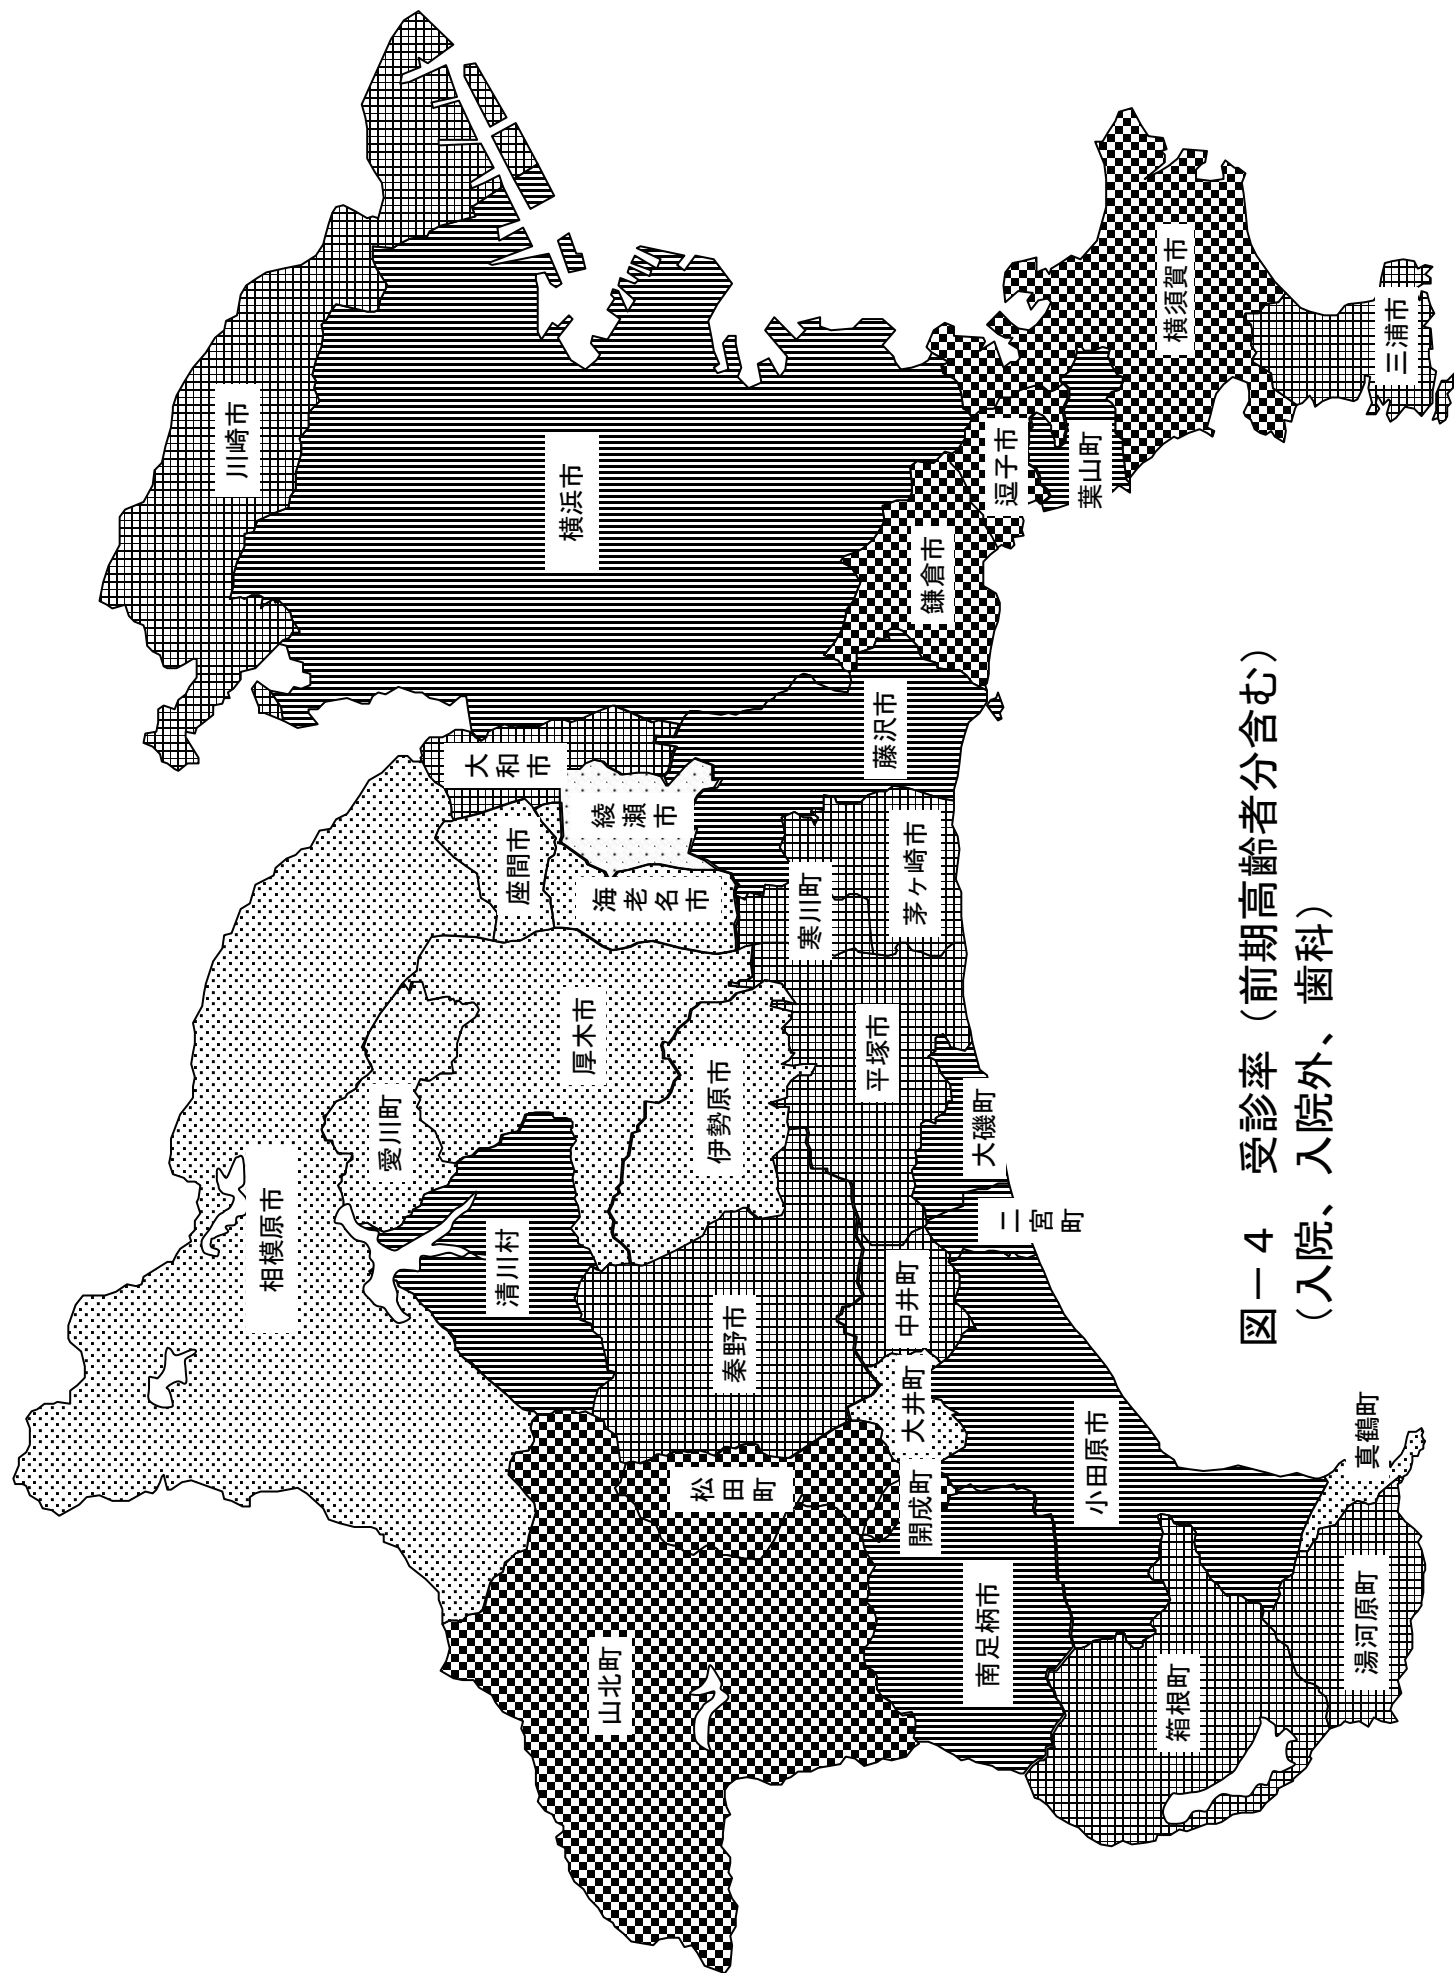 川崎市
横浜市
横須賀市
三浦市
逗子市
葉山町
鎌倉市
藤沢市
大和市
綾瀬市
座間市
海老名市
寒川町
茅ヶ崎市
相模原市
愛川町
厚木市
清川村
伊勢原市
平塚市
大磯町
二宮町
秦野市
中井町
大井町
松田町
開成町
小田原市
山北町
南足柄市
箱根町
湯河原町
真鶴町
図－４　受診率（前期高齢者分含む）
（入院、入院外、歯科）